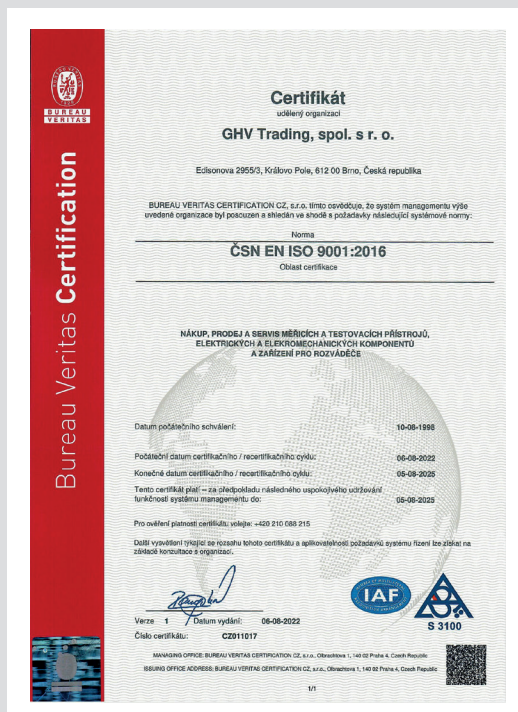 BUREAU
VERITAS
Bureau Veritas Certification
Certifikát
udělený organizaci
GHV Trading, spol. s r. o.
Edisonova 2955/3, Královo Pole, 612 00 Brno, Česká republika
BUREAU VERITAS CERTIFICATION CZ, s.r.o. tímto osvědčuje, že systém managementu výše
uvedené organizace byl posouzen a shledán ve shodě s požadavky následující systémové normy:
Norma
ČSN EN ISO 9001:2016
Oblast certifikace
NÁKUP, PRODEJ A SERVIS MĚŘICÍCH A TESTOVACÍCH PŘÍSTROJŮ,
ELEKTRICKÝCH A ELEKROMECHANICKÝCH KOMPONENTŮ
A ZAŘÍZENÍ PRO ROZVÁDĚČE
Datum počátečního schválení: 10-08-1998
Počáteční datum certifikačního / recertifikačního cyklu: 06-08-2022
Konečné datum certifikačního / recertifikačního cyklu: 05-08-2025
Tento certifikát platí – za předpokladu následného uspokojivého udržování
funkčnosti systému managementu do: 05-08-2025
Pro ověření platnosti certifikátu volejte: +420 210 088 215
Další vysvětlení týkající se rozsahu tohoto certifikátu a aplikovatelnosti požadavků systému řízení lze získat na
základě konzultace s organizací.
Verze 1 Datum vydání: 06-08-2022
Číslo certifikátu: CZ011017
IAF
S 3100
MANAGING OFFICE: BUREAU VERITAS CERTIFICATION CZ, s.r.o., Olbrachtova 1, 140 02 Praha 4, Czech Republic
ISSUING OFFICE ADDRESS: BUREAU VERITAS CERTIFICATION CZ, s.r.o., Olbrachtova 1, 140 02 Praha 4, Czech Republic
1/1